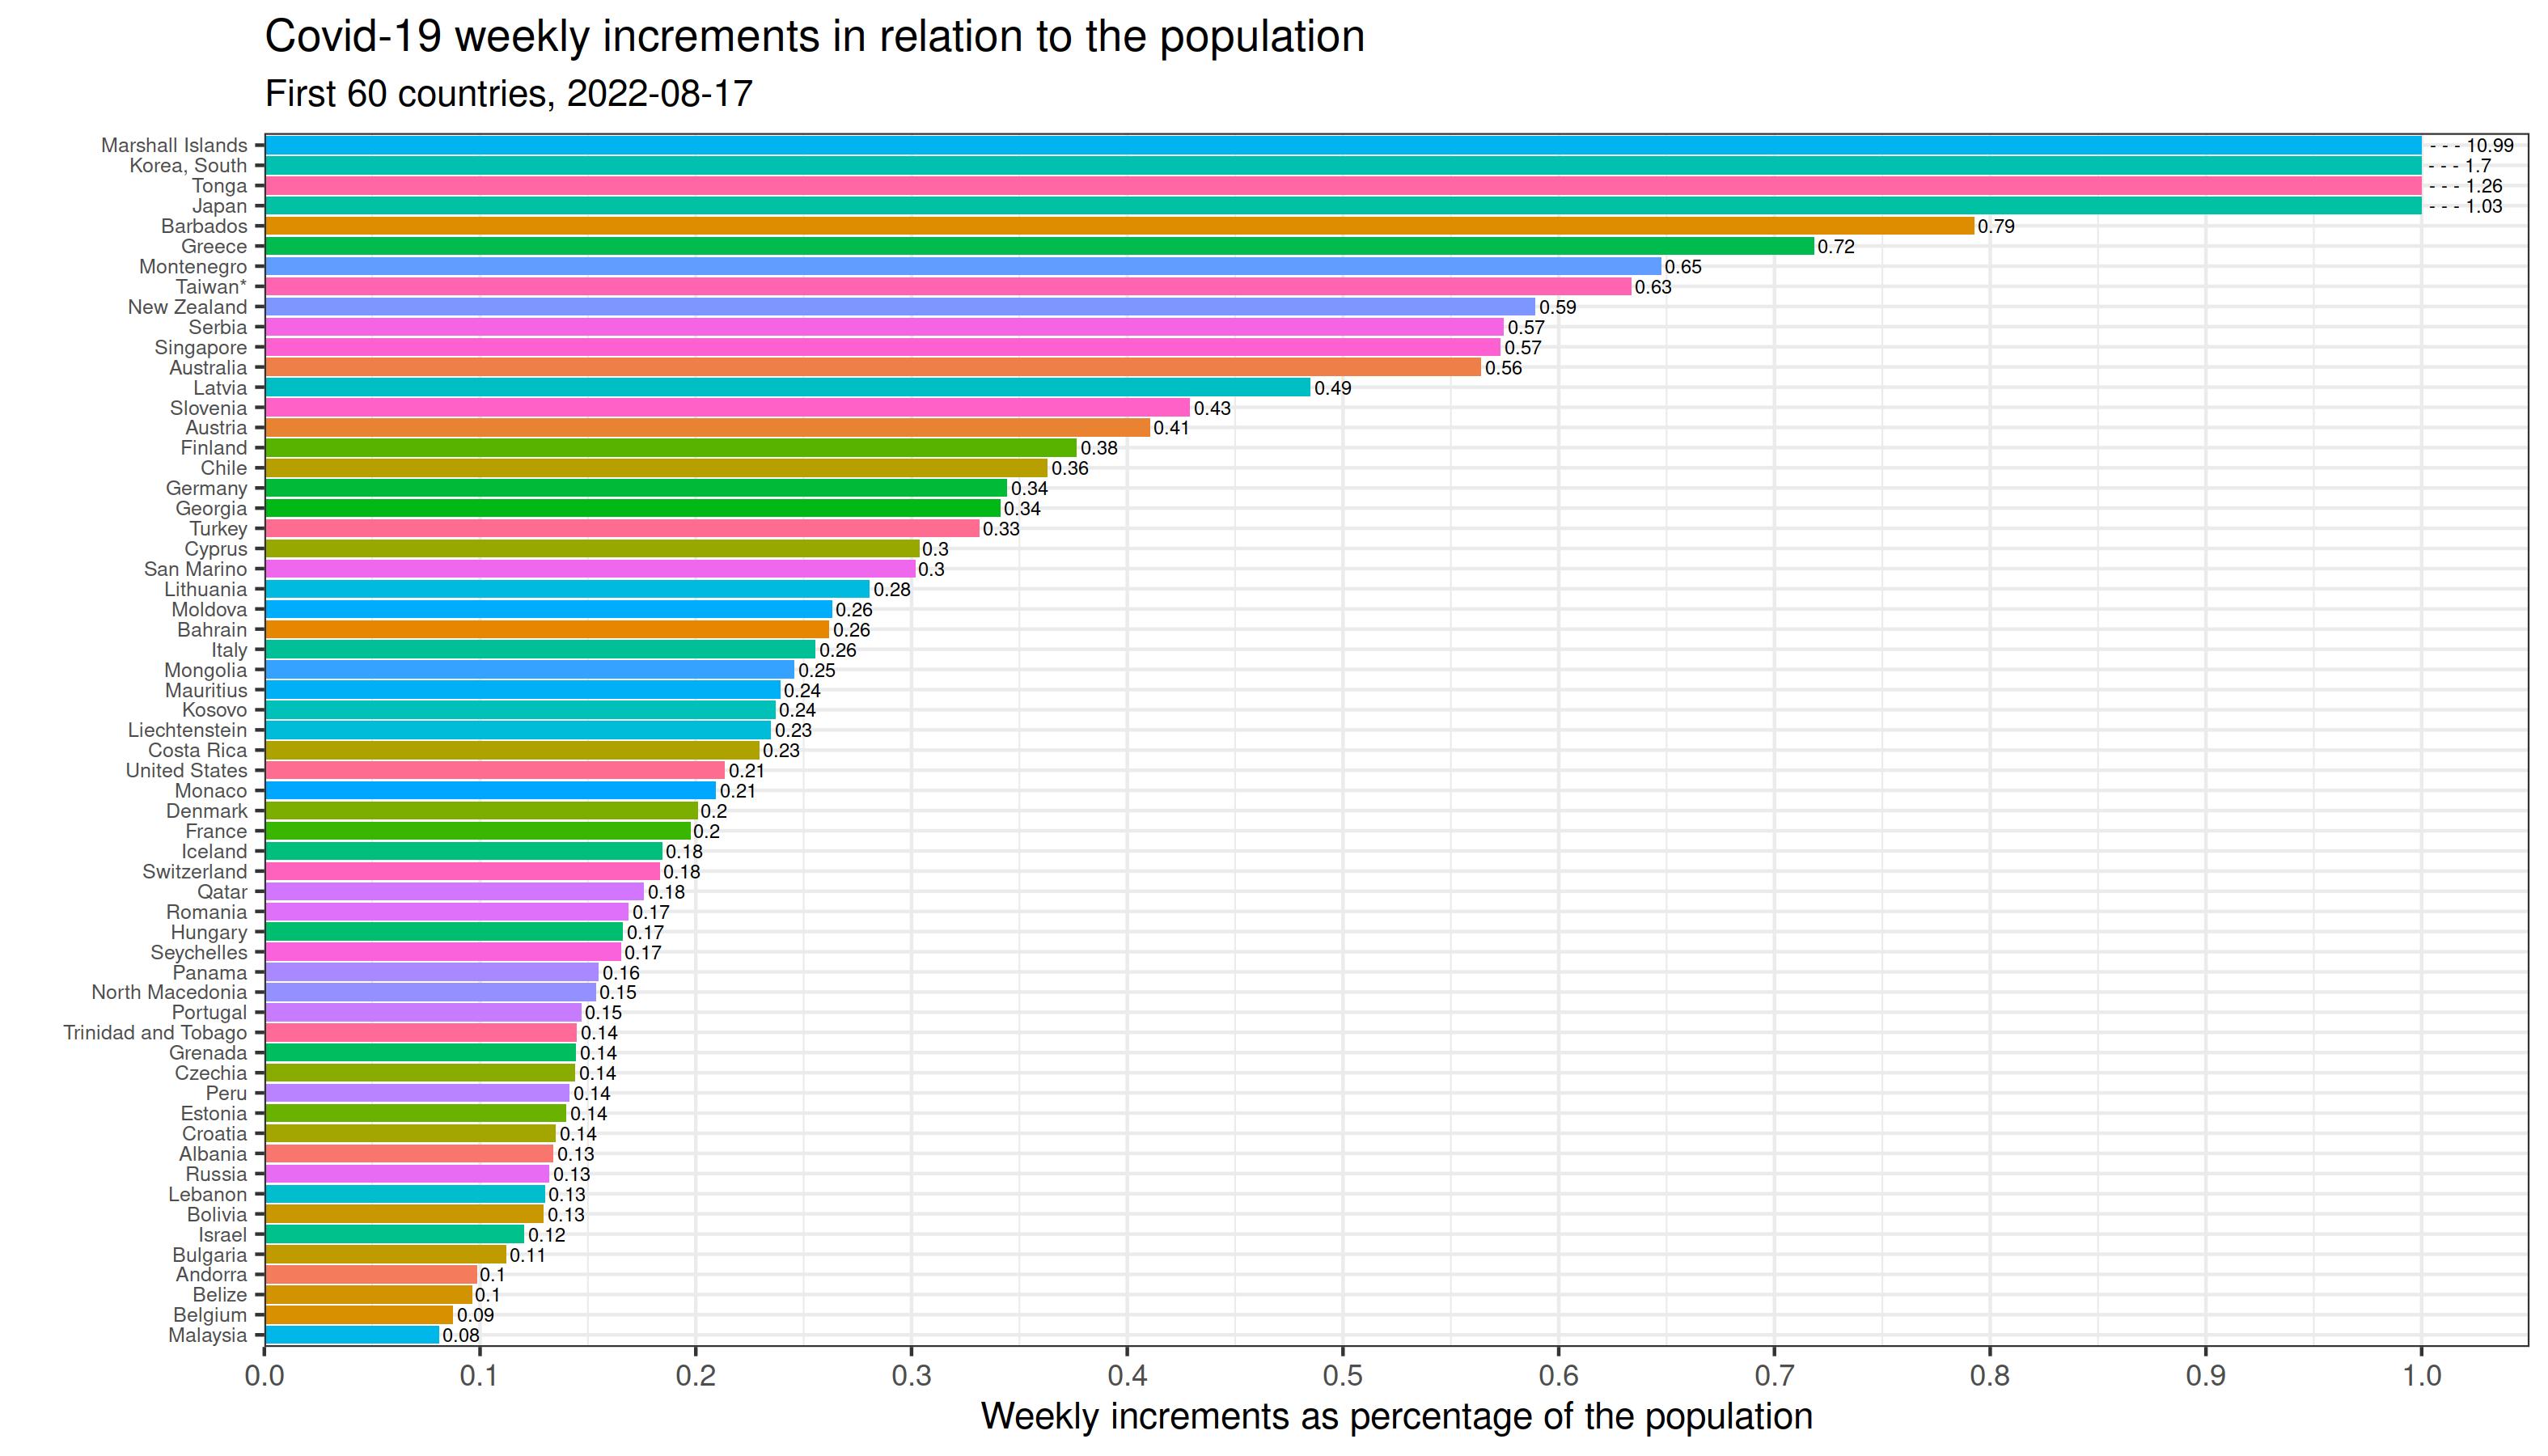 Covid-19 weekly increments in relation to the population
First 60 countries, 2022-08-17
Marshall Islands - - - 10.99
Korea, South - - - 1.7
Tonga - - - 1.26
Japan - - - 1.03
Barbados 0.79
Greece 0.72
Montenegro 0.65
Taiwan* 0.63
New Zealand 0.59
Serbia 0.57
Singapore 0.57
Australia 0.56
Latvia 0.49
Slovenia 0.43
Austria 0.41
Finland 0.38
Chile 0.36
Germany 0.34
Georgia 0.34
Turkey 0.33
Cyprus 0.3
San Marino 0.3
Lithuania 0.28
Moldova 0.26
Bahrain 0.26
Italy 0.26
Mongolia 0.25
Mauritius 0.24
Kosovo 0.24
Liechtenstein 0.23
Costa Rica 0.23
United States 0.21
Monaco 0.21
Denmark 0.2
France 0.2
Iceland 0.18
Switzerland 0.18
Qatar 0.18
Romania 0.17
Hungary 0.17
Seychelles 0.17
Panama 0.16
North Macedonia 0.15
Portugal 0.15
Trinidad and Tobago 0.14
Grenada 0.14
Czechia 0.14
Peru 0.14
Estonia 0.14
Croatia 0.14
Albania 0.13
Russia 0.13
Lebanon 0.13
Bolivia 0.13
Israel 0.12
Bulgaria 0.11
Andorra 0.1
Belize 0.1
Belgium 0.09
Malaysia 0.08
0.0 0.1 0.2 0.3 0.4 0.5 0.6 0.7 0.8 0.9 1.0
Weekly increments as percentage of the population